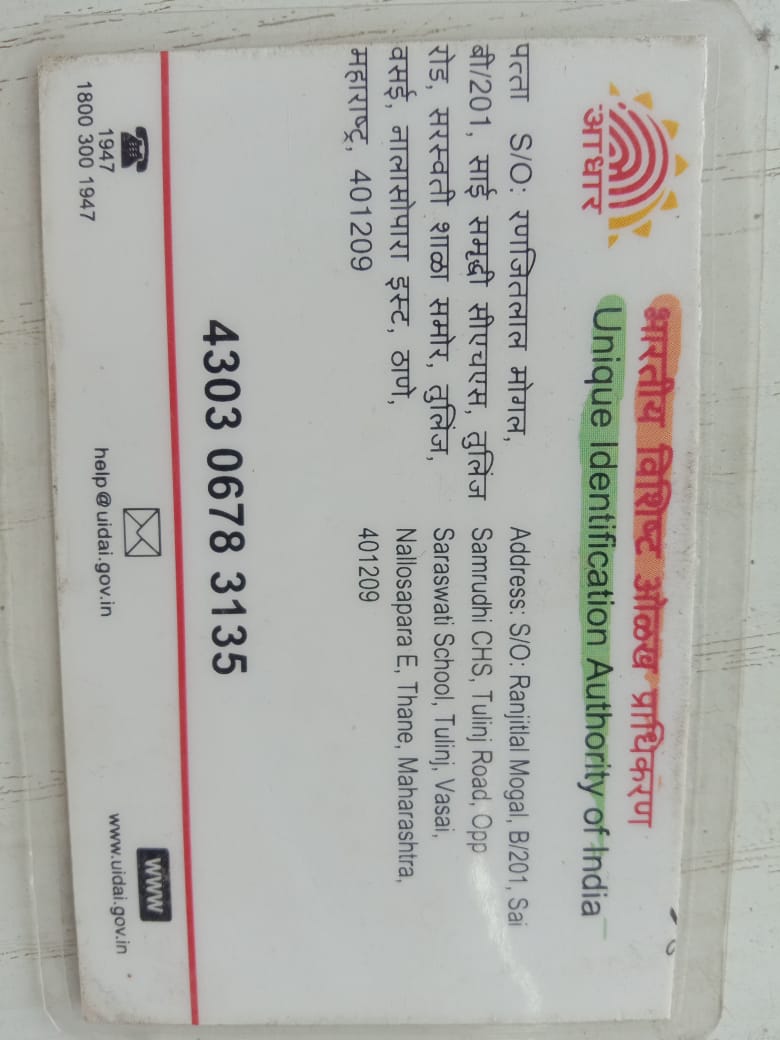 आधार
भारतीय विशिष्ट ओळख प्राधिकरण
Unique Identification Authority of India
पत्ता S/O: रणजितलाल मोगल,
बी/201, साई समृद्धी सीएचएस, तुलिंज
रोड, सरस्वती शाळा समोर, तुलिंज,
वसई, नालासोपारा इस्ट, ठाणे,
महाराष्ट्र, 401209
Address: S/O: Ranjitlal Mogal, B/201, Sai
Samrudhi CHS, Tulinj Road, Opp
Saraswati School, Tulinj, Vasai,
Nallosapara E, Thane, Maharashtra,
401209
4303 0678 3135
1947
1800 300 1947
help@uidai.gov.in
www
www.uidai.gov.in